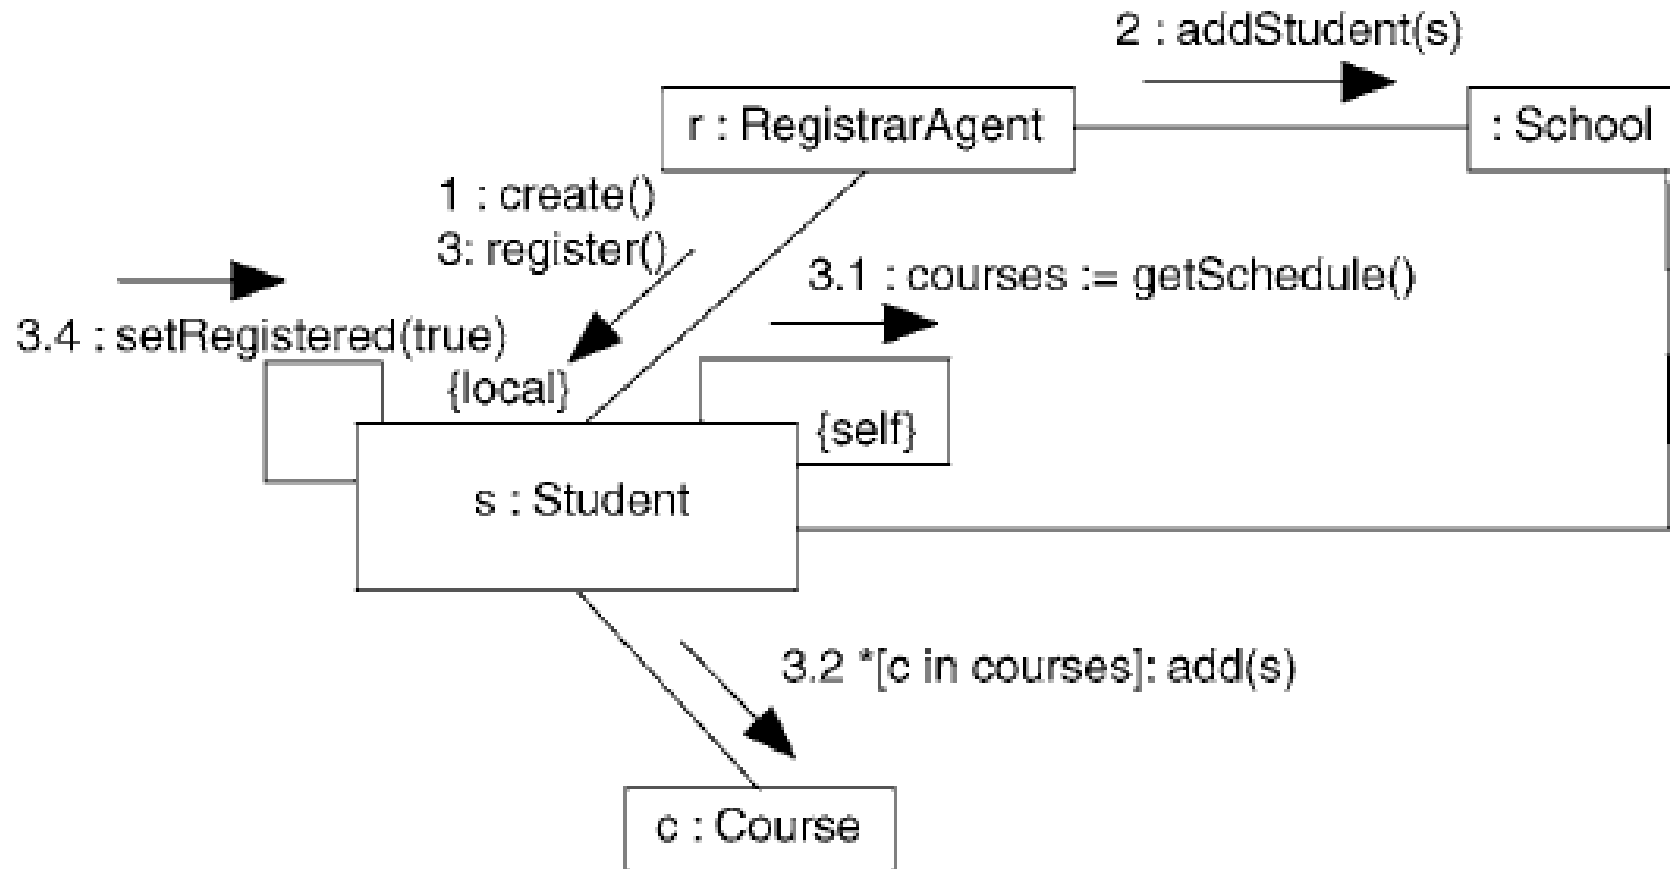 2 : addStudent(s)
r : RegistrarAgent
: School
1 : create()
3: register()
3.1 : courses := getSchedule()
3.4 : setRegistered(true)
{local}
{self}
s : Student
3.2 *[c in courses]: add(s)
c : Course